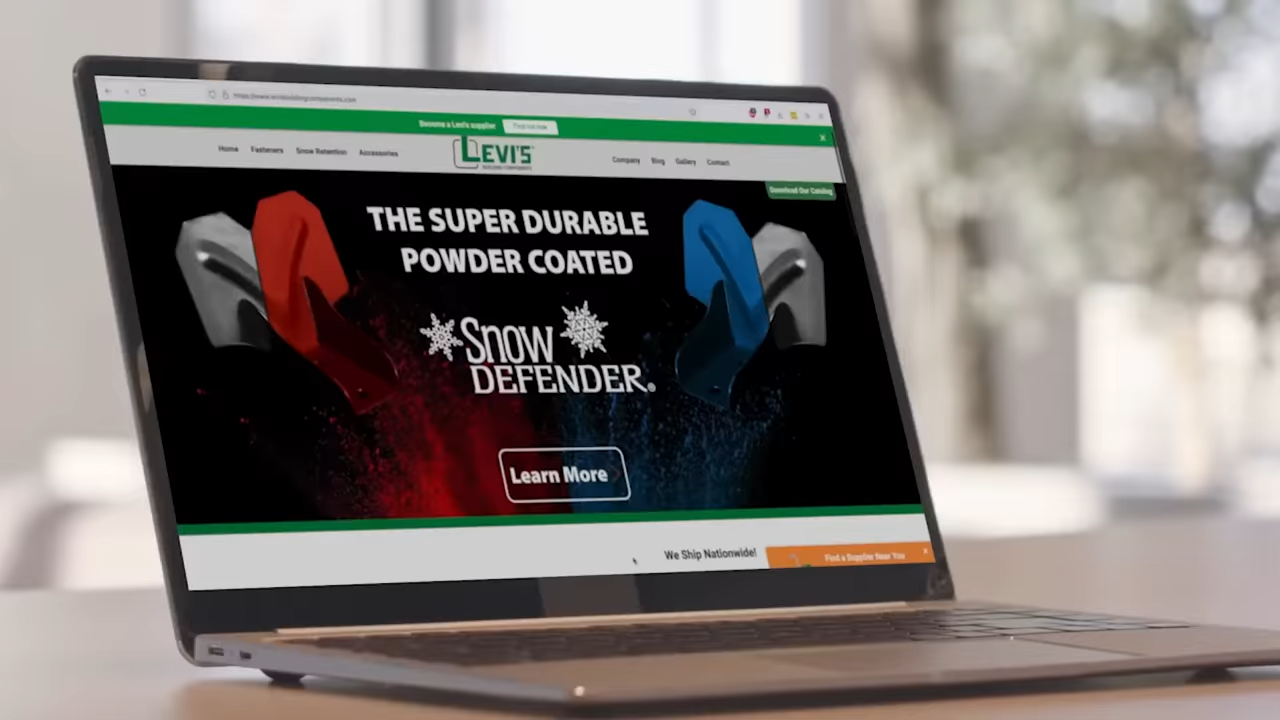 Become a Levi's supplier
Find out how
Home Fasteners Snow Retention Accessories
LEVI'S
BUILDING COMPONENTS
Company Blog Gallery Contact
Download Our Catalog
THE SUPER DURABLE
POWDER COATED
SNOW
DEFENDER®
Learn More
We Ship Nationwide!
Find a Supplier Near You